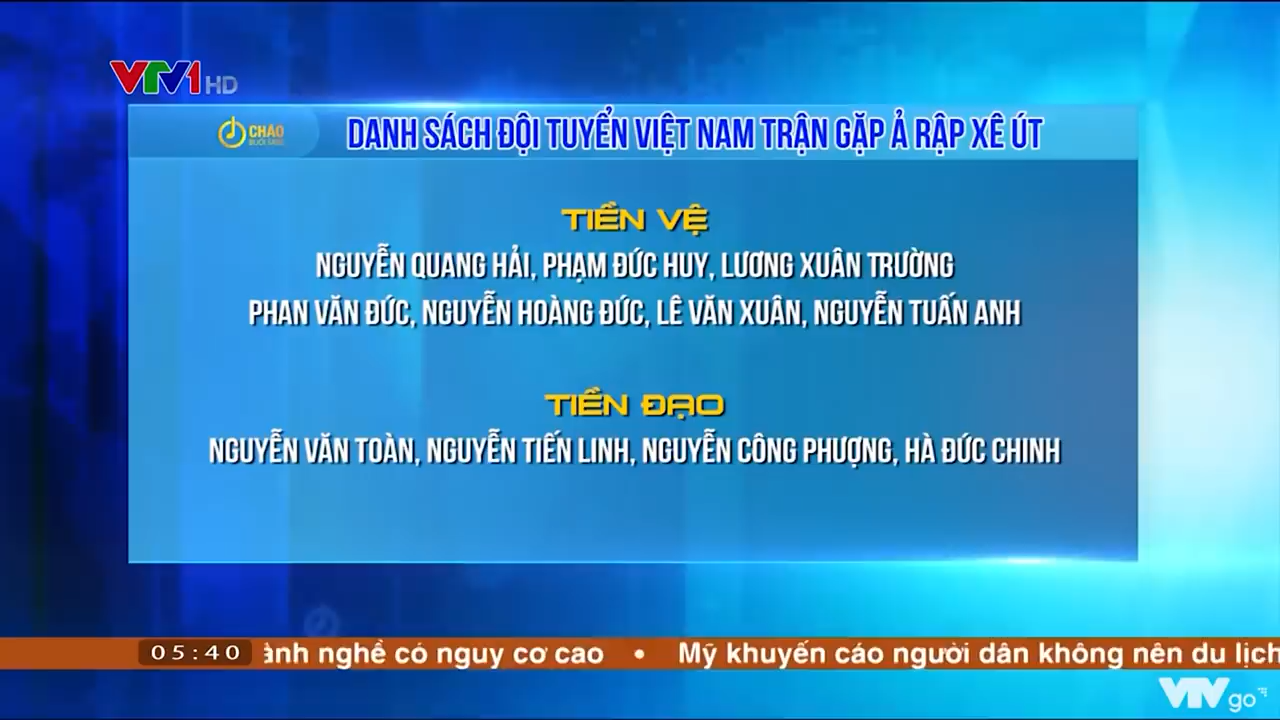 VTV1 HD
CHÀO
BUỔI SÁNG
DANH SÁCH ĐỘI TUYỂN VIỆT NAM TRẬN GẶP Ả RẬP XÊ ÚT
TIỀN VỆ
NGUYỄN QUANG HẢI, PHẠM ĐỨC HUY, LƯƠNG XUÂN TRƯỜNG
PHAN VĂN ĐỨC, NGUYỄN HOÀNG ĐỨC, LÊ VĂN XUÂN, NGUYỄN TUẤN ANH
TIỀN ĐẠO
NGUYỄN VĂN TOÀN, NGUYỄN TIẾN LINH, NGUYỄN CÔNG PHƯỢNG, HÀ ĐỨC CHINH
05:40 ành nghề có nguy cơ cao • Mỹ khuyến cáo người dân không nên du lịch
VTV go